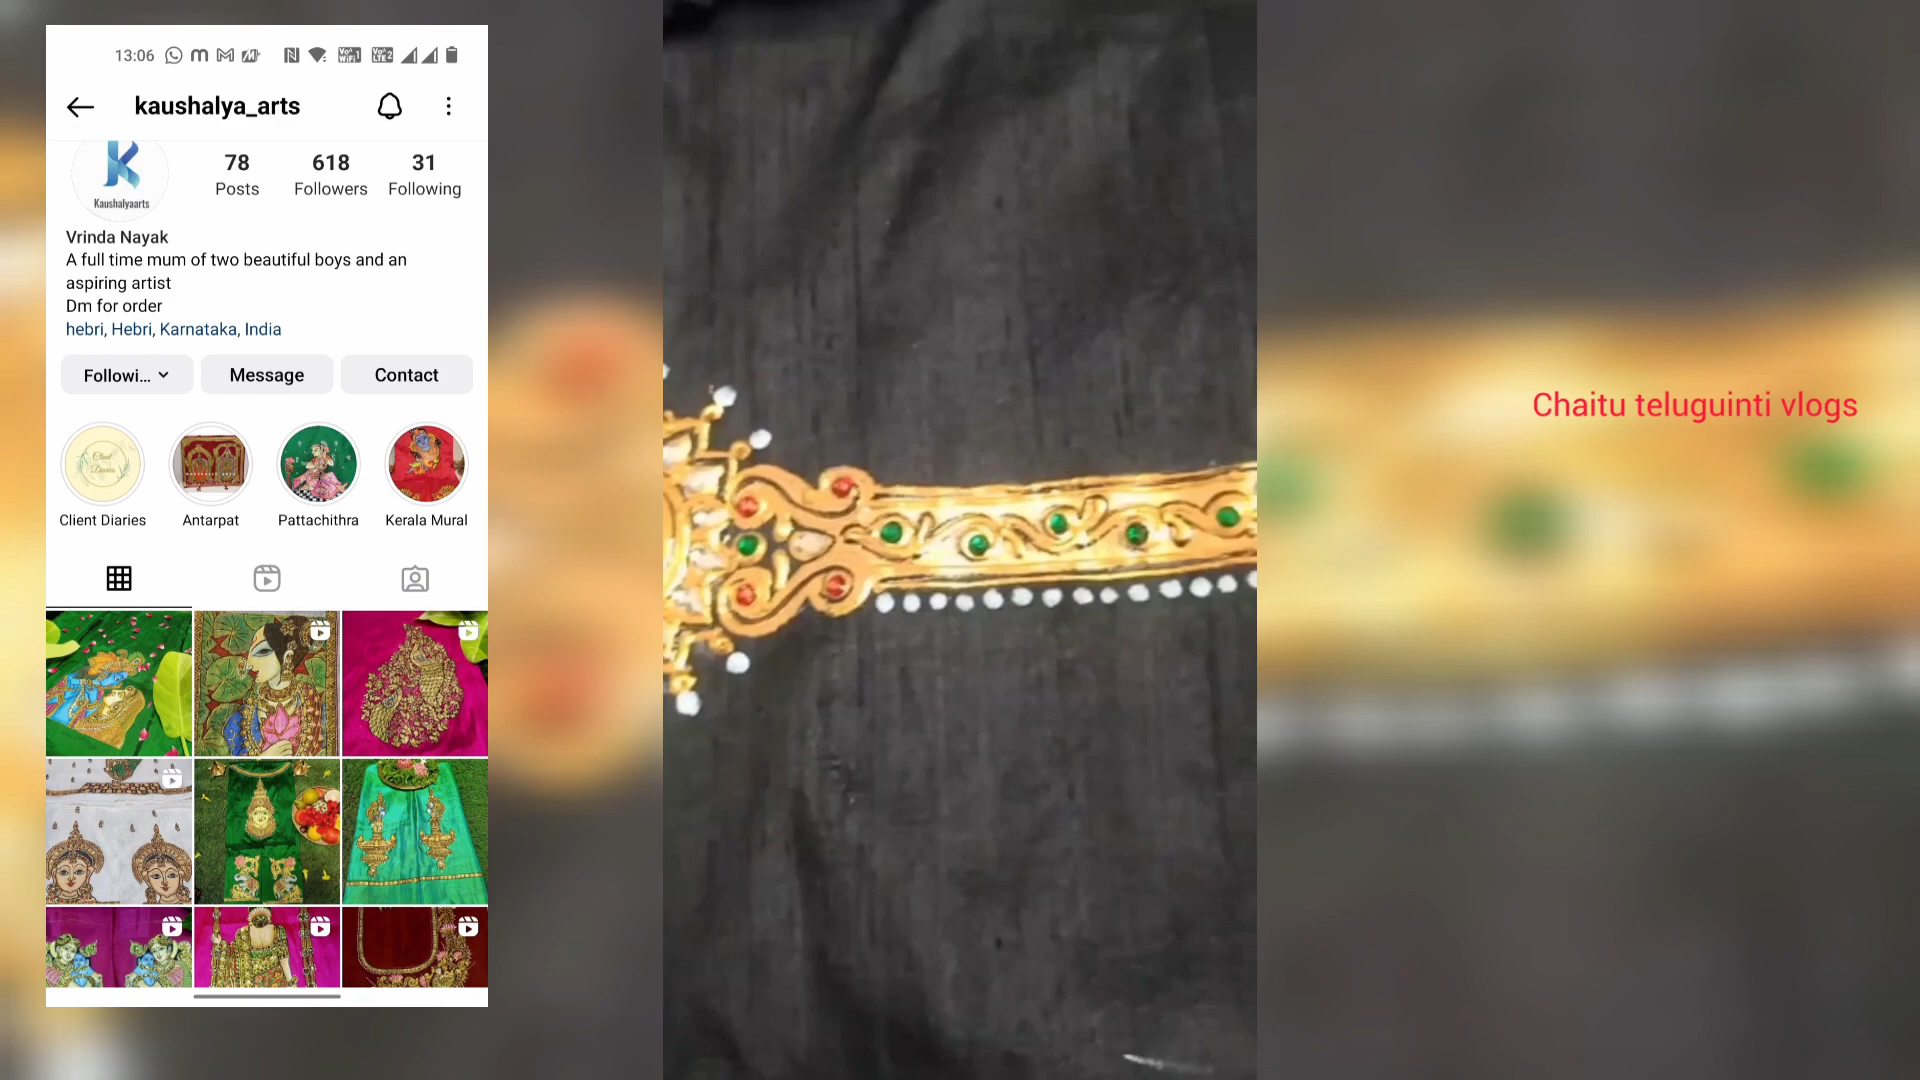 13:06
kaushalya_arts
Kaushalyaarts
78 618 31
Posts Followers Following
Vrinda Nayak
A full time mum of two beautiful boys and an
aspiring artist
Dm for order
hebri, Hebri, Karnataka, India
Followi... Message Contact
Client Diaries
Client Diaries Antarpat Pattachithra Kerala Mural
Chaitu teluguinti vlogs